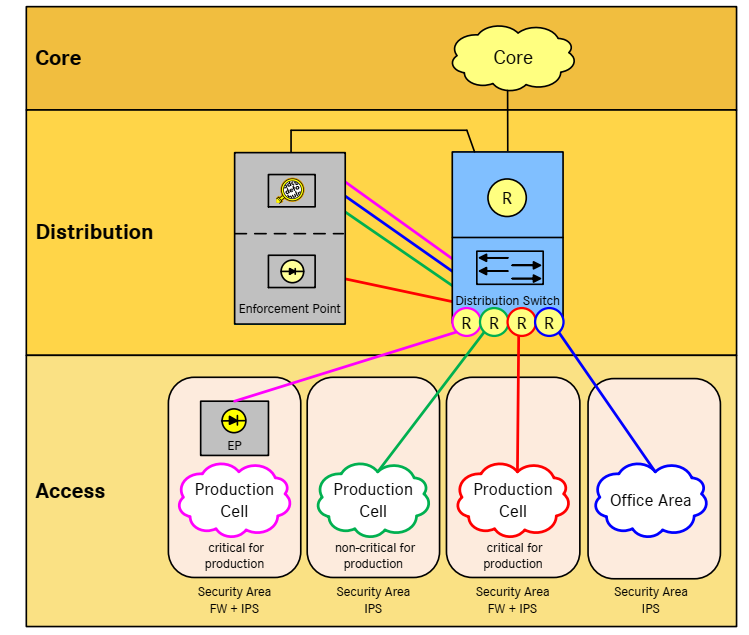 Core
Core
Distribution
R
Enforcement Point
Distribution Switch
R
R
R
R
Access
EP
Production
Cell
critical for
production
Production
Cell
non-critical for
production
Production
Cell
critical for
production
Office Area
Security Area
FW + IPS
Security Area
IPS
Security Area
FW + IPS
Security Area
IPS